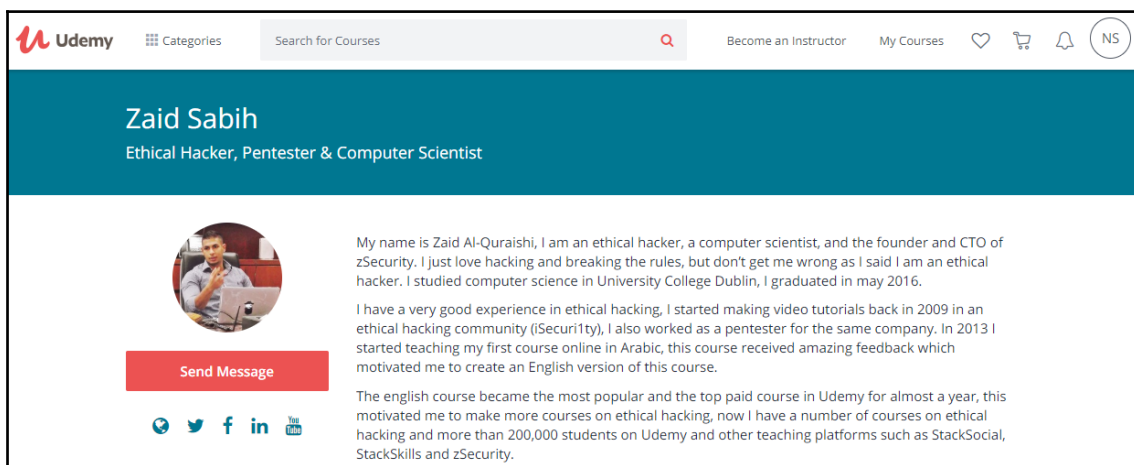 Udemy Categories Search for Courses Become an Instructor My Courses NS
Zaid Sabih
Ethical Hacker, Pentester & Computer Scientist
My name is Zaid Al-Quraishi, I am an ethical hacker, a computer scientist, and the founder and CTO of
zSecurity. I just love hacking and breaking the rules, but don't get me wrong as I said I am an ethical
hacker. I studied computer science in University College Dublin, I graduated in may 2016.
I have a very good experience in ethical hacking, I started making video tutorials back in 2009 in an
ethical hacking community (iSecuri1ty), I also worked as a pentester for the same company. In 2013 I
started teaching my first course online in Arabic, this course received amazing feedback which
motivated me to create an English version of this course.
The english course became the most popular and the top paid course in Udemy for almost a year, this
motivated me to make more courses on ethical hacking, now I have a number of courses on ethical
hacking and more than 200,000 students on Udemy and other teaching platforms such as StackSocial,
StackSkills and zSecurity.
Send Message
You
Tube